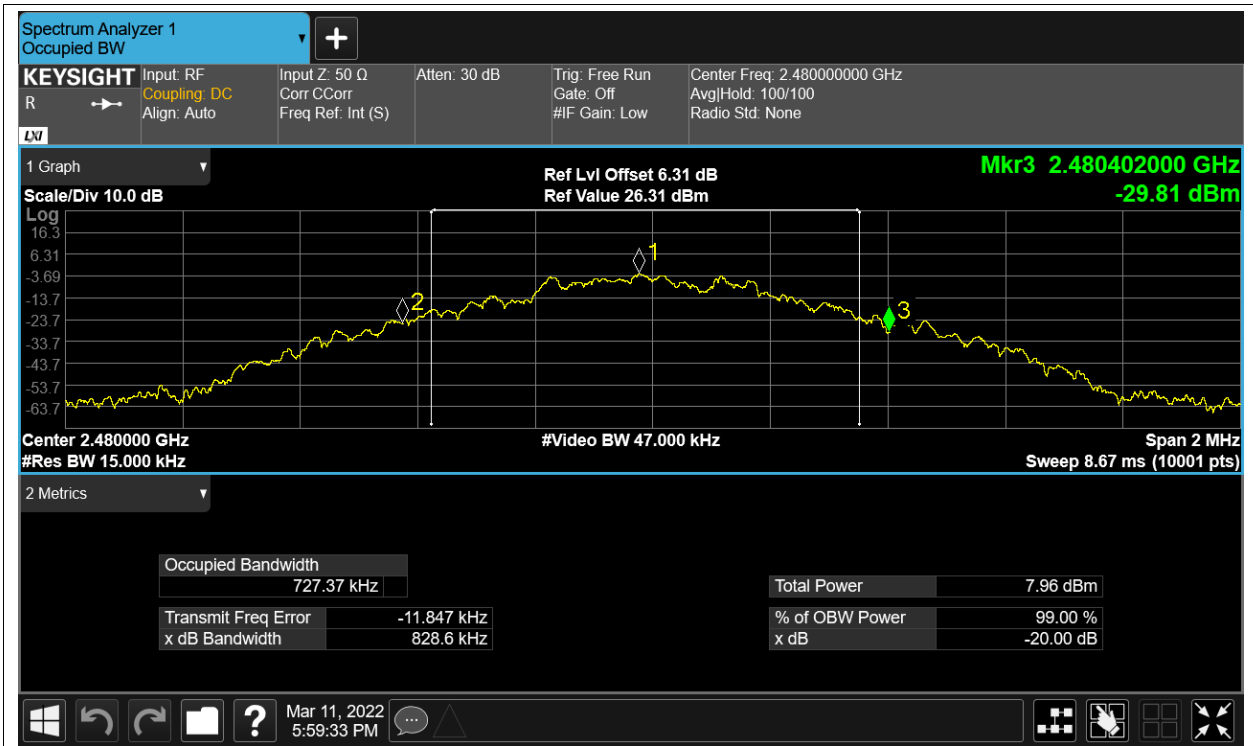 Spectrum Analyzer 1
Occupied BW
KEYSIGHT
R
LXI
Input: RF
Coupling: DC
Align: Auto
Input Z: 50 Ω
Corr CCorr
Freq Ref: Int (S)
Atten: 30 dB
Trig: Free Run
Gate: Off
#IF Gain: Low
Center Freq: 2.480000000 GHz
Avg|Hold: 100/100
Radio Std: None
1 Graph
Scale/Div 10.0 dB
Ref Lvl Offset 6.31 dB
Ref Value 26.31 dBm
Mkr3 2.480402000 GHz
-29.81 dBm
Log
16.3
6.31
-3.69
-13.7
-23.7
-33.7
-43.7
-53.7
-63.7
1
2
3
Center 2.480000 GHz
#Res BW 15.000 kHz
#Video BW 47.000 kHz
Span 2 MHz
Sweep 8.67 ms (10001 pts)
2 Metrics
Occupied Bandwidth
727.37 kHz
Transmit Freq Error -11.847 kHz
x dB Bandwidth 828.6 kHz
Total Power 7.96 dBm
% of OBW Power 99.00 %
x dB -20.00 dB
Mar 11, 2022
5:59:33 PM